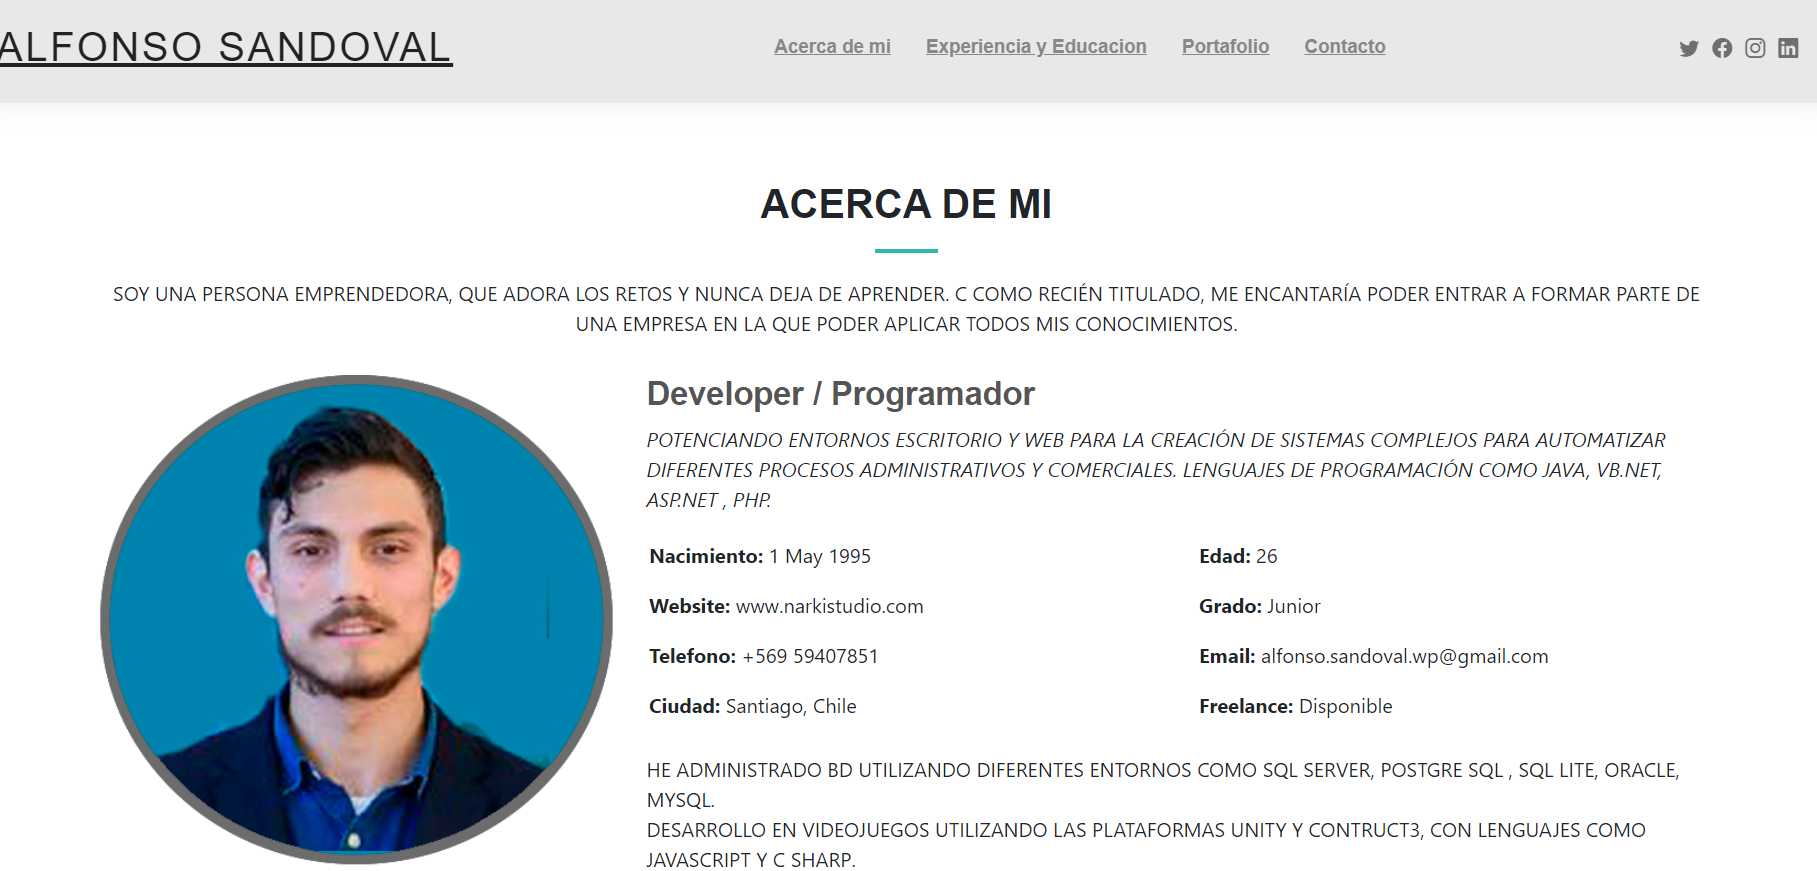 ALFONSO SANDOVAL
Acerca de mi
Experiencia y Educacion
Portafolio
Contacto
ACERCA DE MI
SOY UNA PERSONA EMPRENDEDORA, QUE ADORA LOS RETOS Y NUNCA DEJA DE APRENDER. C COMO RECIÉN TITULADO, ME ENCANTARÍA PODER ENTRAR A FORMAR PARTE DE
UNA EMPRESA EN LA QUE PODER APLICAR TODOS MIS CONOCIMIENTOS.
Developer / Programador
POTENCIANDO ENTORNOS ESCRITORIO Y WEB PARA LA CREACIÓN DE SISTEMAS COMPLEJOS PARA AUTOMATIZAR
DIFERENTES PROCESOS ADMINISTRATIVOS Y COMERCIALES. LENGUAJES DE PROGRAMACIÓN COMO JAVA, VB.NET,
ASP.NET , PHP.
Nacimiento: 1 May 1995
Edad: 26
Website: www.narkistudio.com
Grado: Junior
Telefono: +569 59407851
Email: alfonso.sandoval.wp@gmail.com
Ciudad: Santiago, Chile
Freelance: Disponible
HE ADMINISTRADO BD UTILIZANDO DIFERENTES ENTORNOS COMO SQL SERVER, POSTGRE SQL , SQL LITE, ORACLE,
MYSQL.
DESARROLLO EN VIDEOJUEGOS UTILIZANDO LAS PLATAFORMAS UNITY Y CONTRUCT3, CON LENGUAJES COMO
JAVASCRIPT Y C SHARP.